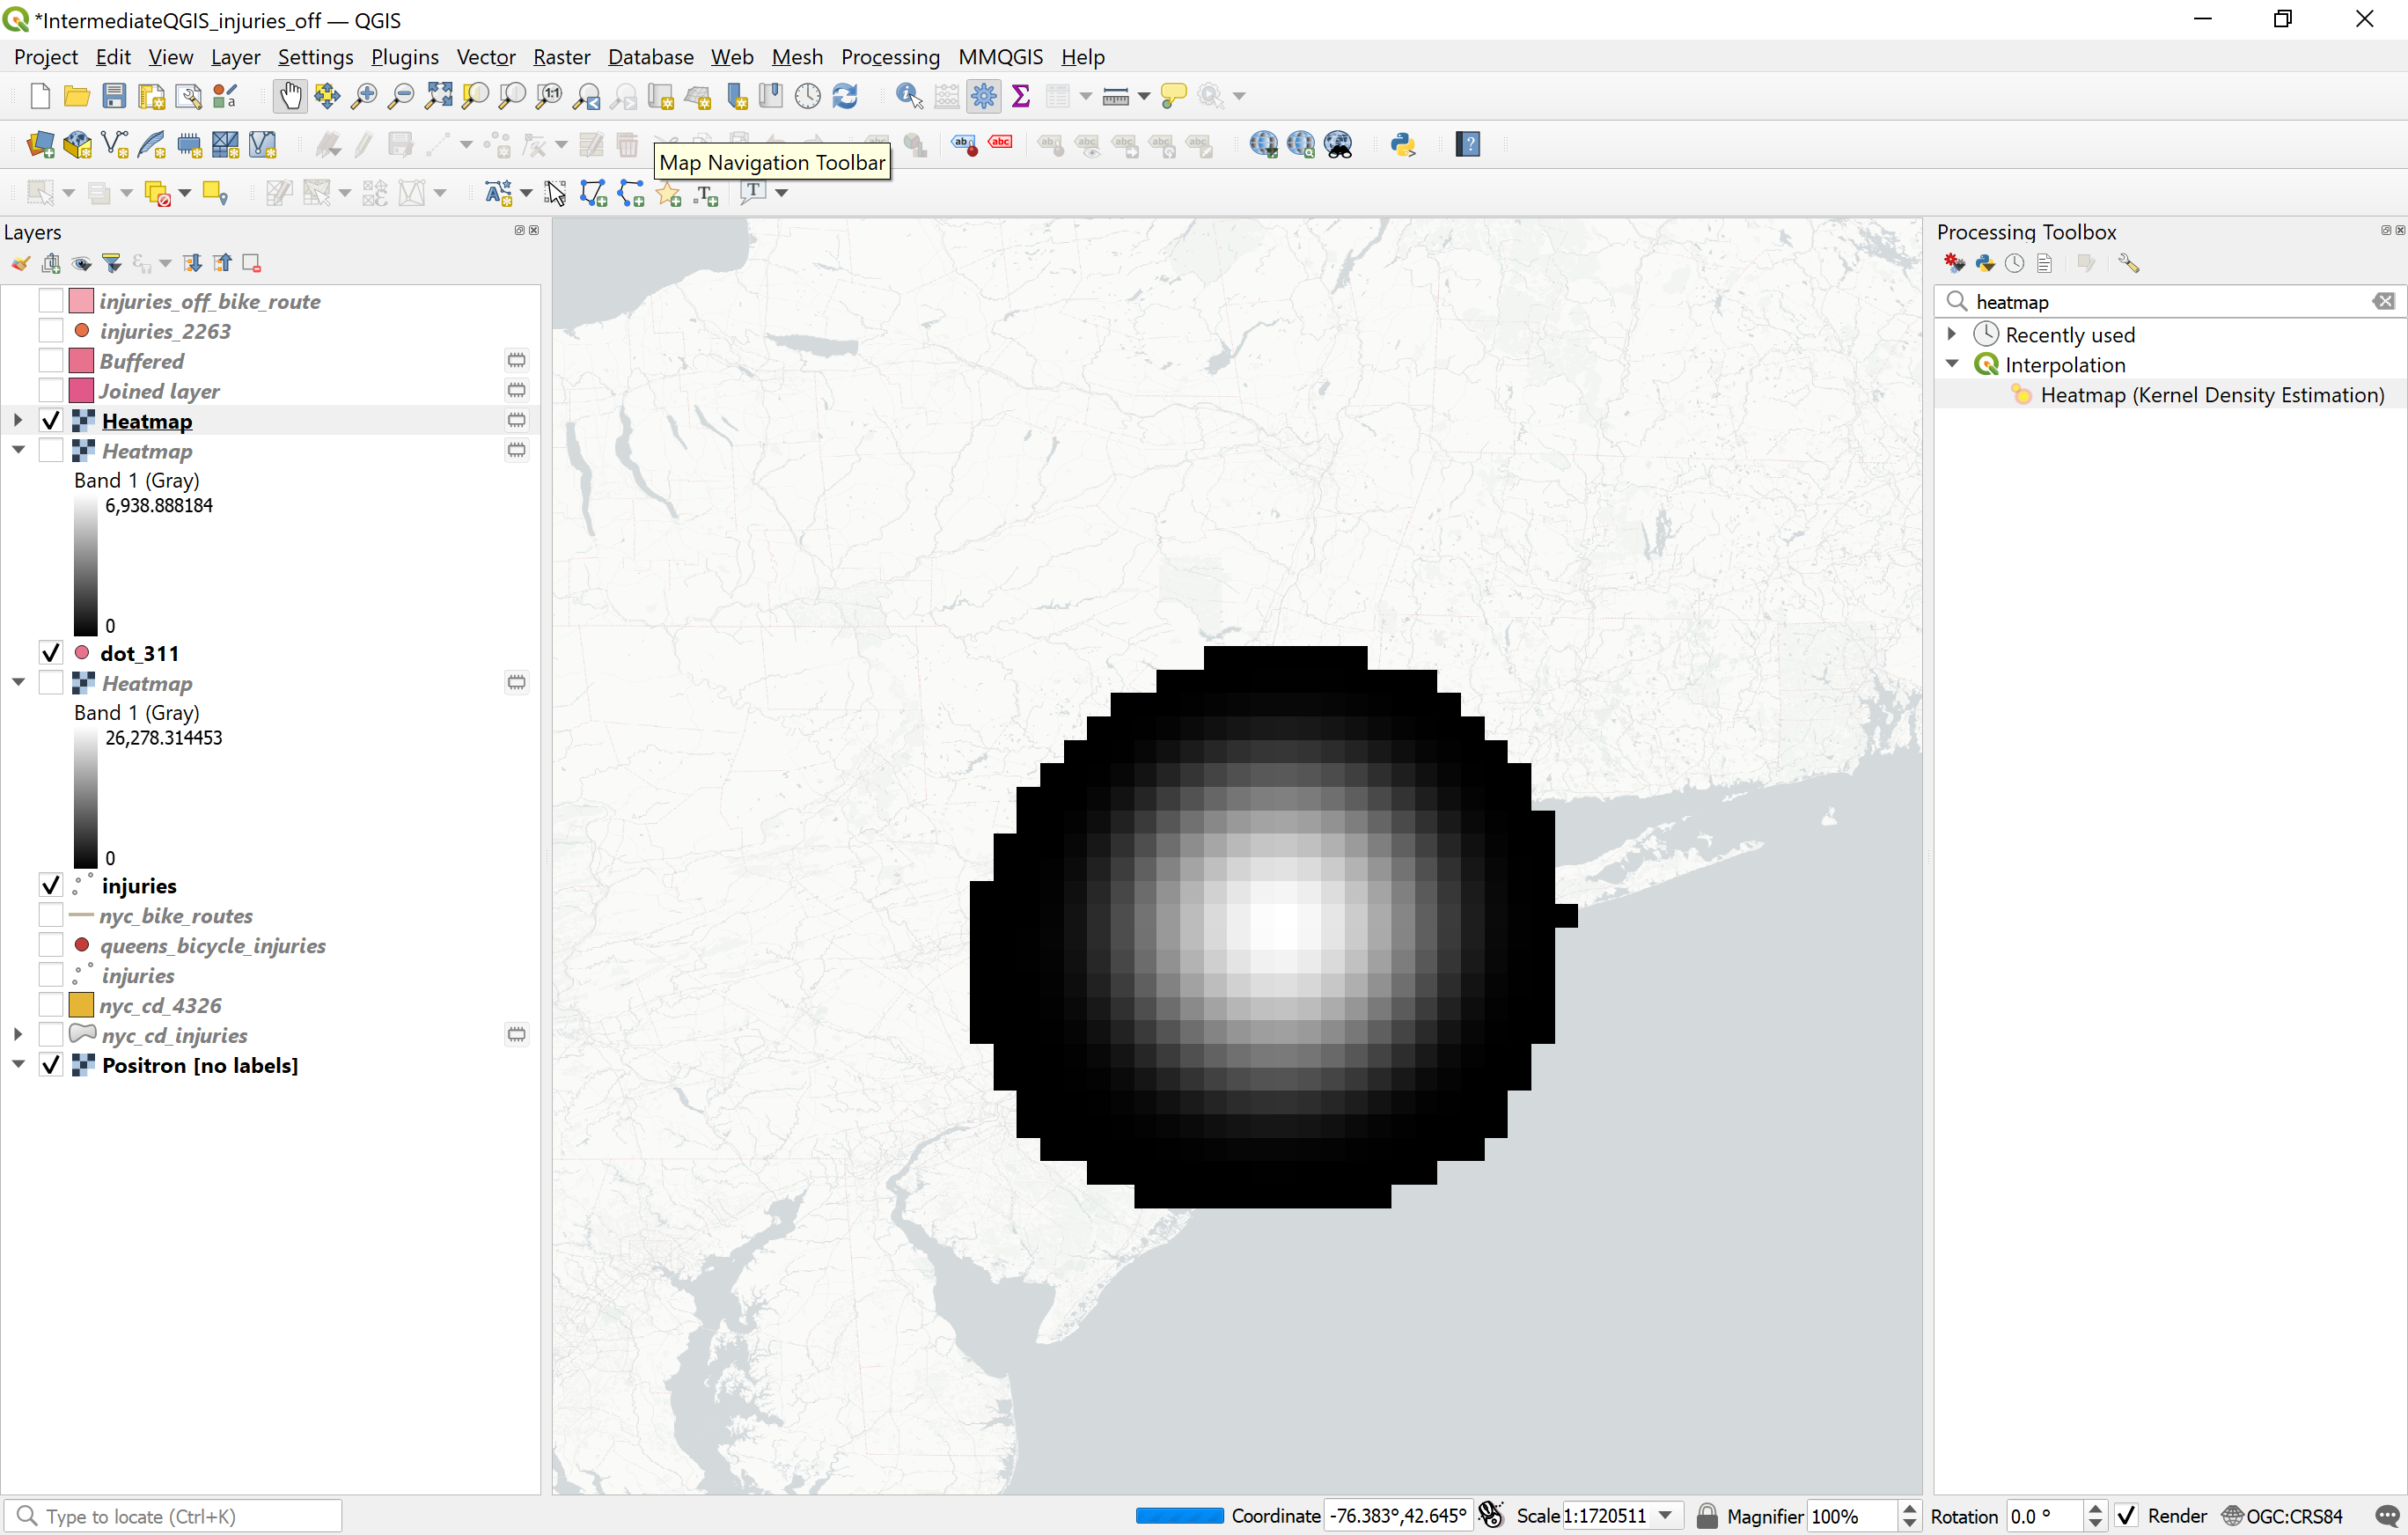 *IntermediateQGIS_injuries_off — QGIS
Project Edit View Layer Settings Plugins Vector Raster Database Web Mesh Processing MMQGIS Help
Map Navigation Toolbar
Layers
injuries_off_bike_route
injuries_2263
Buffered
Joined layer
Heatmap
Heatmap
Band 1 (Gray)
6,938.888184
0
dot_311
Heatmap
Band 1 (Gray)
26,278.314453
0
injuries
nyc_bike_routes
queens_bicycle_injuries
injuries
nyc_cd_4326
nyc_cd_injuries
Positron [no labels]
Processing Toolbox
heatmap
Recently used
Interpolation
Heatmap (Kernel Density Estimation)
Type to locate (Ctrl+K)
Coordinate -76.383°,42.645° Scale 1:1720511 Magnifier 100% Rotation 0.0 ° Render OGC:CRS84